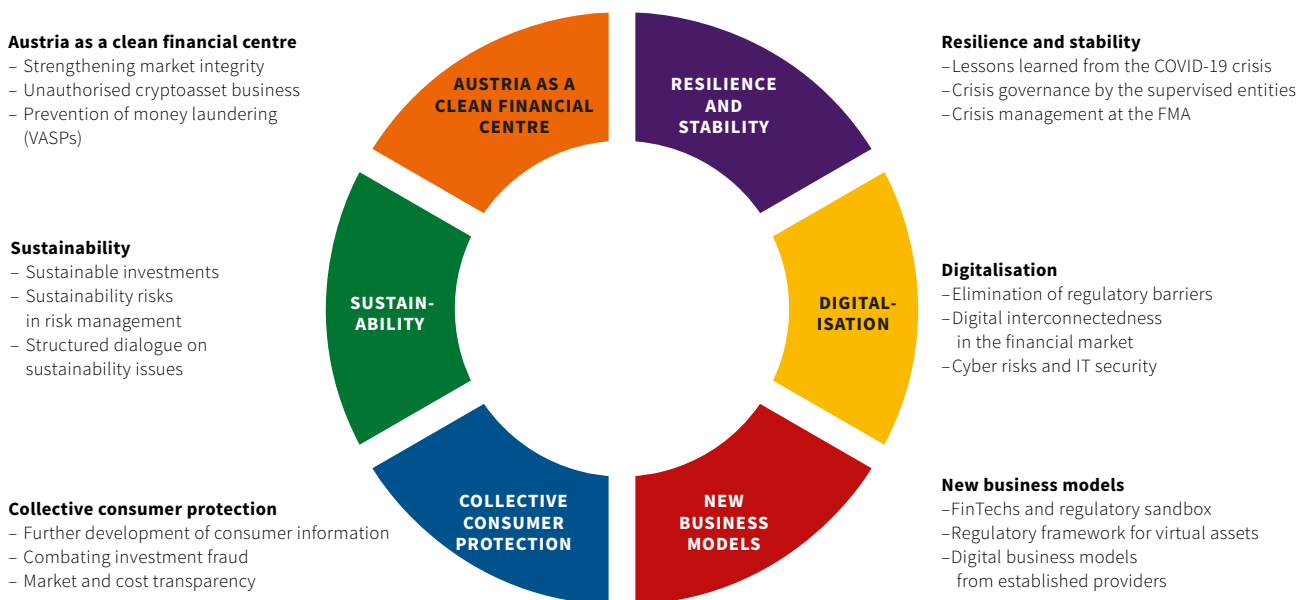 Austria as a clean financial centre
– Strengthening market integrity
– Unauthorised cryptoasset business
– Prevention of money laundering
(VASPs)
Sustainability
– Sustainable investments
– Sustainability risks
in risk management
– Structured dialogue on
sustainability issues
Collective consumer protection
– Further development of consumer information
– Combating investment fraud
– Market and cost transparency
AUSTRIA AS A
CLEAN FINANCIAL
CENTRE
RESILIENCE
AND
STABILITY
SUSTAIN-
ABILITY
DIGITAL-
ISATION
COLLECTIVE
CONSUMER
PROTECTION
NEW
BUSINESS
MODELS
Resilience and stability
–Lessons learned from the COVID-19 crisis
–Crisis governance by the supervised entities
–Crisis management at the FMA
Digitalisation
–Elimination of regulatory barriers
–Digital interconnectedness
in the financial market
–Cyber risks and IT security
New business models
–FinTechs and regulatory sandbox
–Regulatory framework for virtual assets
–Digital business models
from established providers